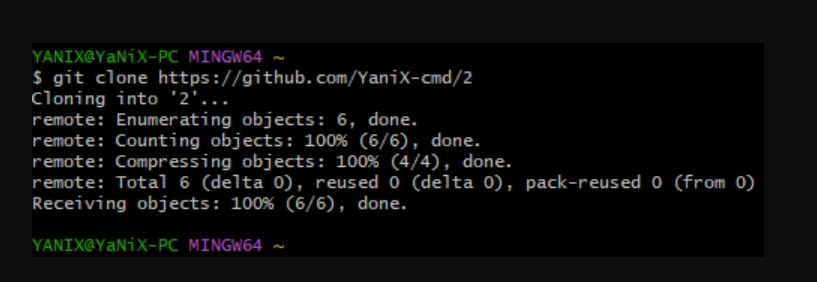 YANIX@YaNiX-PC MINGW64 ~
$ git clone https://github.com/YaniX-cmd/2
Cloning into '2'...
remote: Enumerating objects: 6, done.
remote: Counting objects: 100% (6/6), done.
remote: Compressing objects: 100% (4/4), done.
remote: Total 6 (delta 0), reused 0 (delta 0), pack-reused 0 (from 0)
Receiving objects: 100% (6/6), done.
YANIX@YaNiX-PC MINGW64 ~